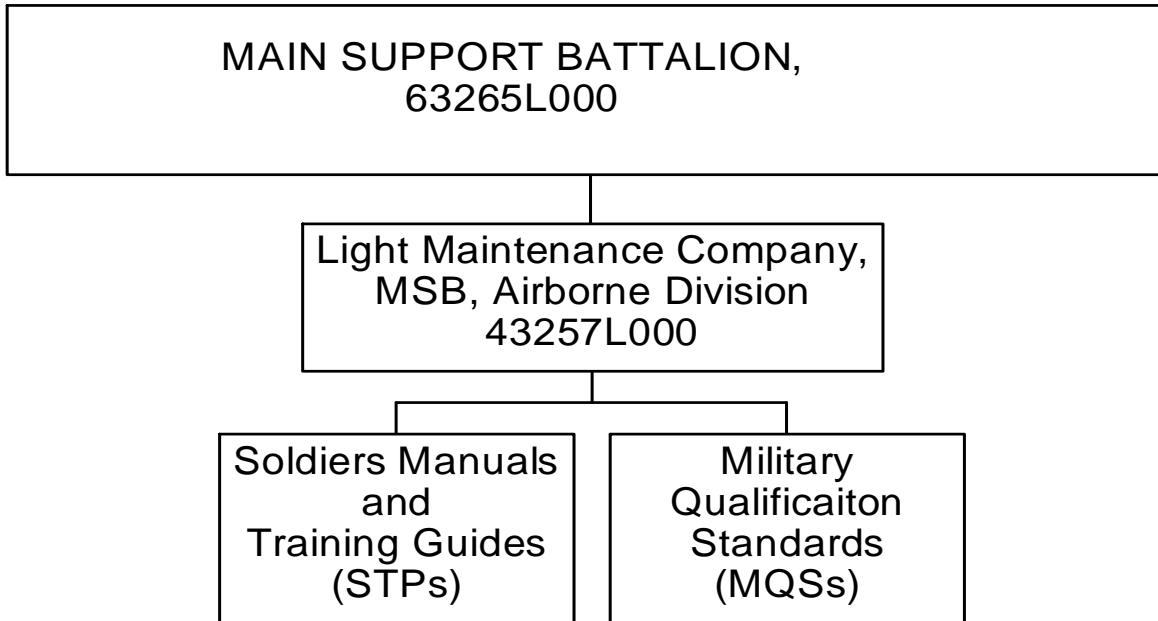 MAIN SUPPORT BATTALION,
63265L000
Light Maintenance Company,
MSB, Airborne Division
43257L000
Soldiers Manuals
and
Training Guides
(STPs)
Military
Qualificaiton
Standards
(MQSs)